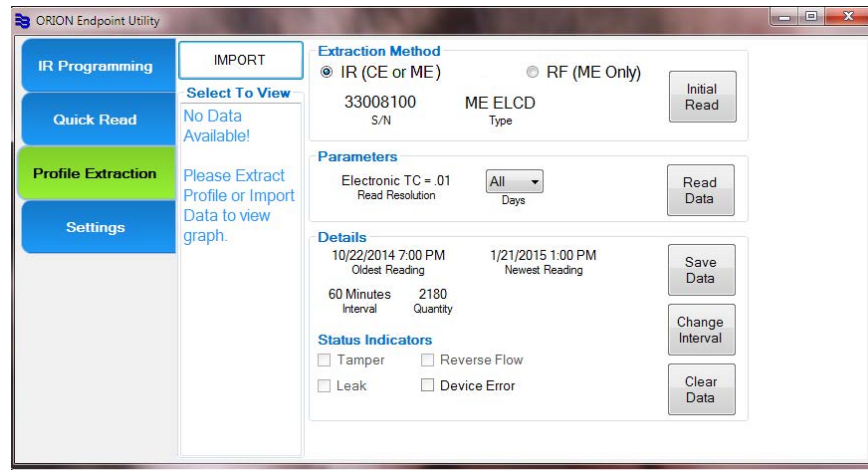 ORION Endpoint Utility
IR Programming
Quick Read
Profile Extraction
Settings
IMPORT
Select To View
No Data
Available!
Please Extract
Profile or Import
Data to view
graph.
Extraction Method
IR (CE or ME)
RF (ME Only)
33008100
S/N
ME ELCD
Type
Initial
Read
Parameters
Electronic TC = .01
Read Resolution
All
Days
Read
Data
Details
10/22/2014 7:00 PM
Oldest Reading
1/21/2015 1:00 PM
Newest Reading
60 Minutes
Interval
2180
Quantity
Save
Data
Change
Interval
Status Indicators
Tamper
Reverse Flow
Leak
Device Error
Clear
Data